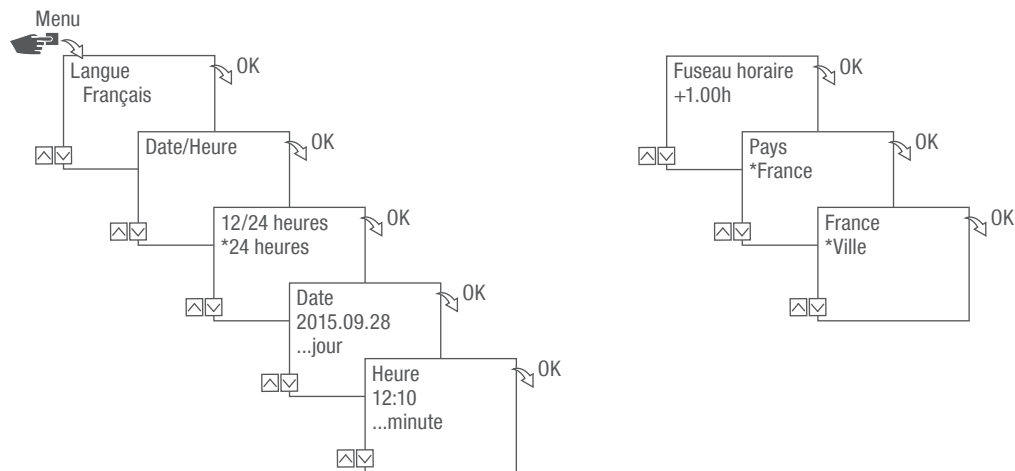 Menu
Langue
Français
OK
Date/Heure
OK
12/24 heures
*24 heures
OK
Date
2015.09.28
...jour
OK
Heure
12:10
...minute
OK
Fuseau horaire
+1.00h
OK
Pays
*France
OK
France
*Ville
OK